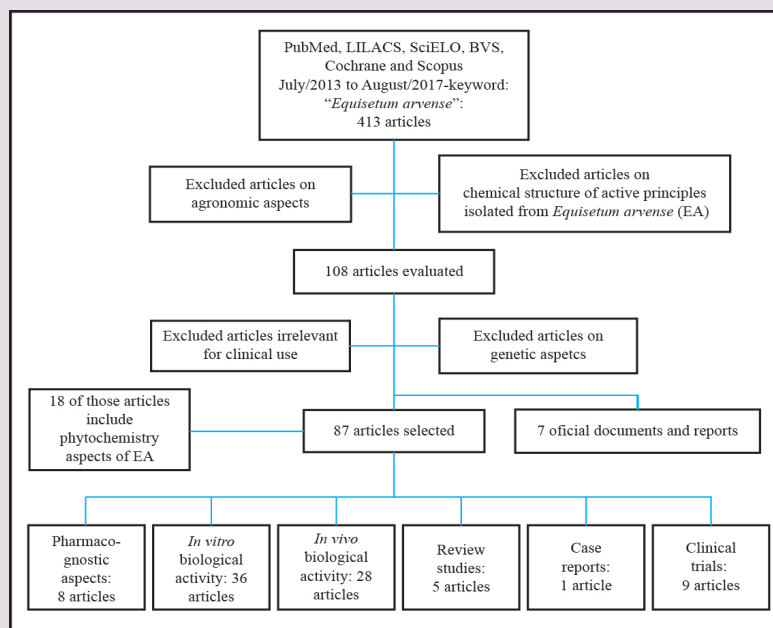 PubMed, LILACS, SciELO, BVS,
Cochrane and Scopus
July/2013 to August/2017-keyword:
“Equisetum arvense”:
413 articles
Excluded articles on
agronomic aspects
Excluded articles on
chemical structure of active principles
isolated from Equisetum arvense (EA)
108 articles evaluated
Excluded articles irrelevant
for clinical use
Excluded articles on
genetic aspetcs
18 of those articles
include
phytochemistry
aspects of EA
87 articles selected
7 oficial documents and reports
Pharmaco-
gnostic
aspects:
8 articles
In vitro
biological
activity: 36
articles
In vivo
biological
activity: 28
articles
Review
studies:
5 articles
Case
reports:
1 article
Clinical
trials:
9 articles